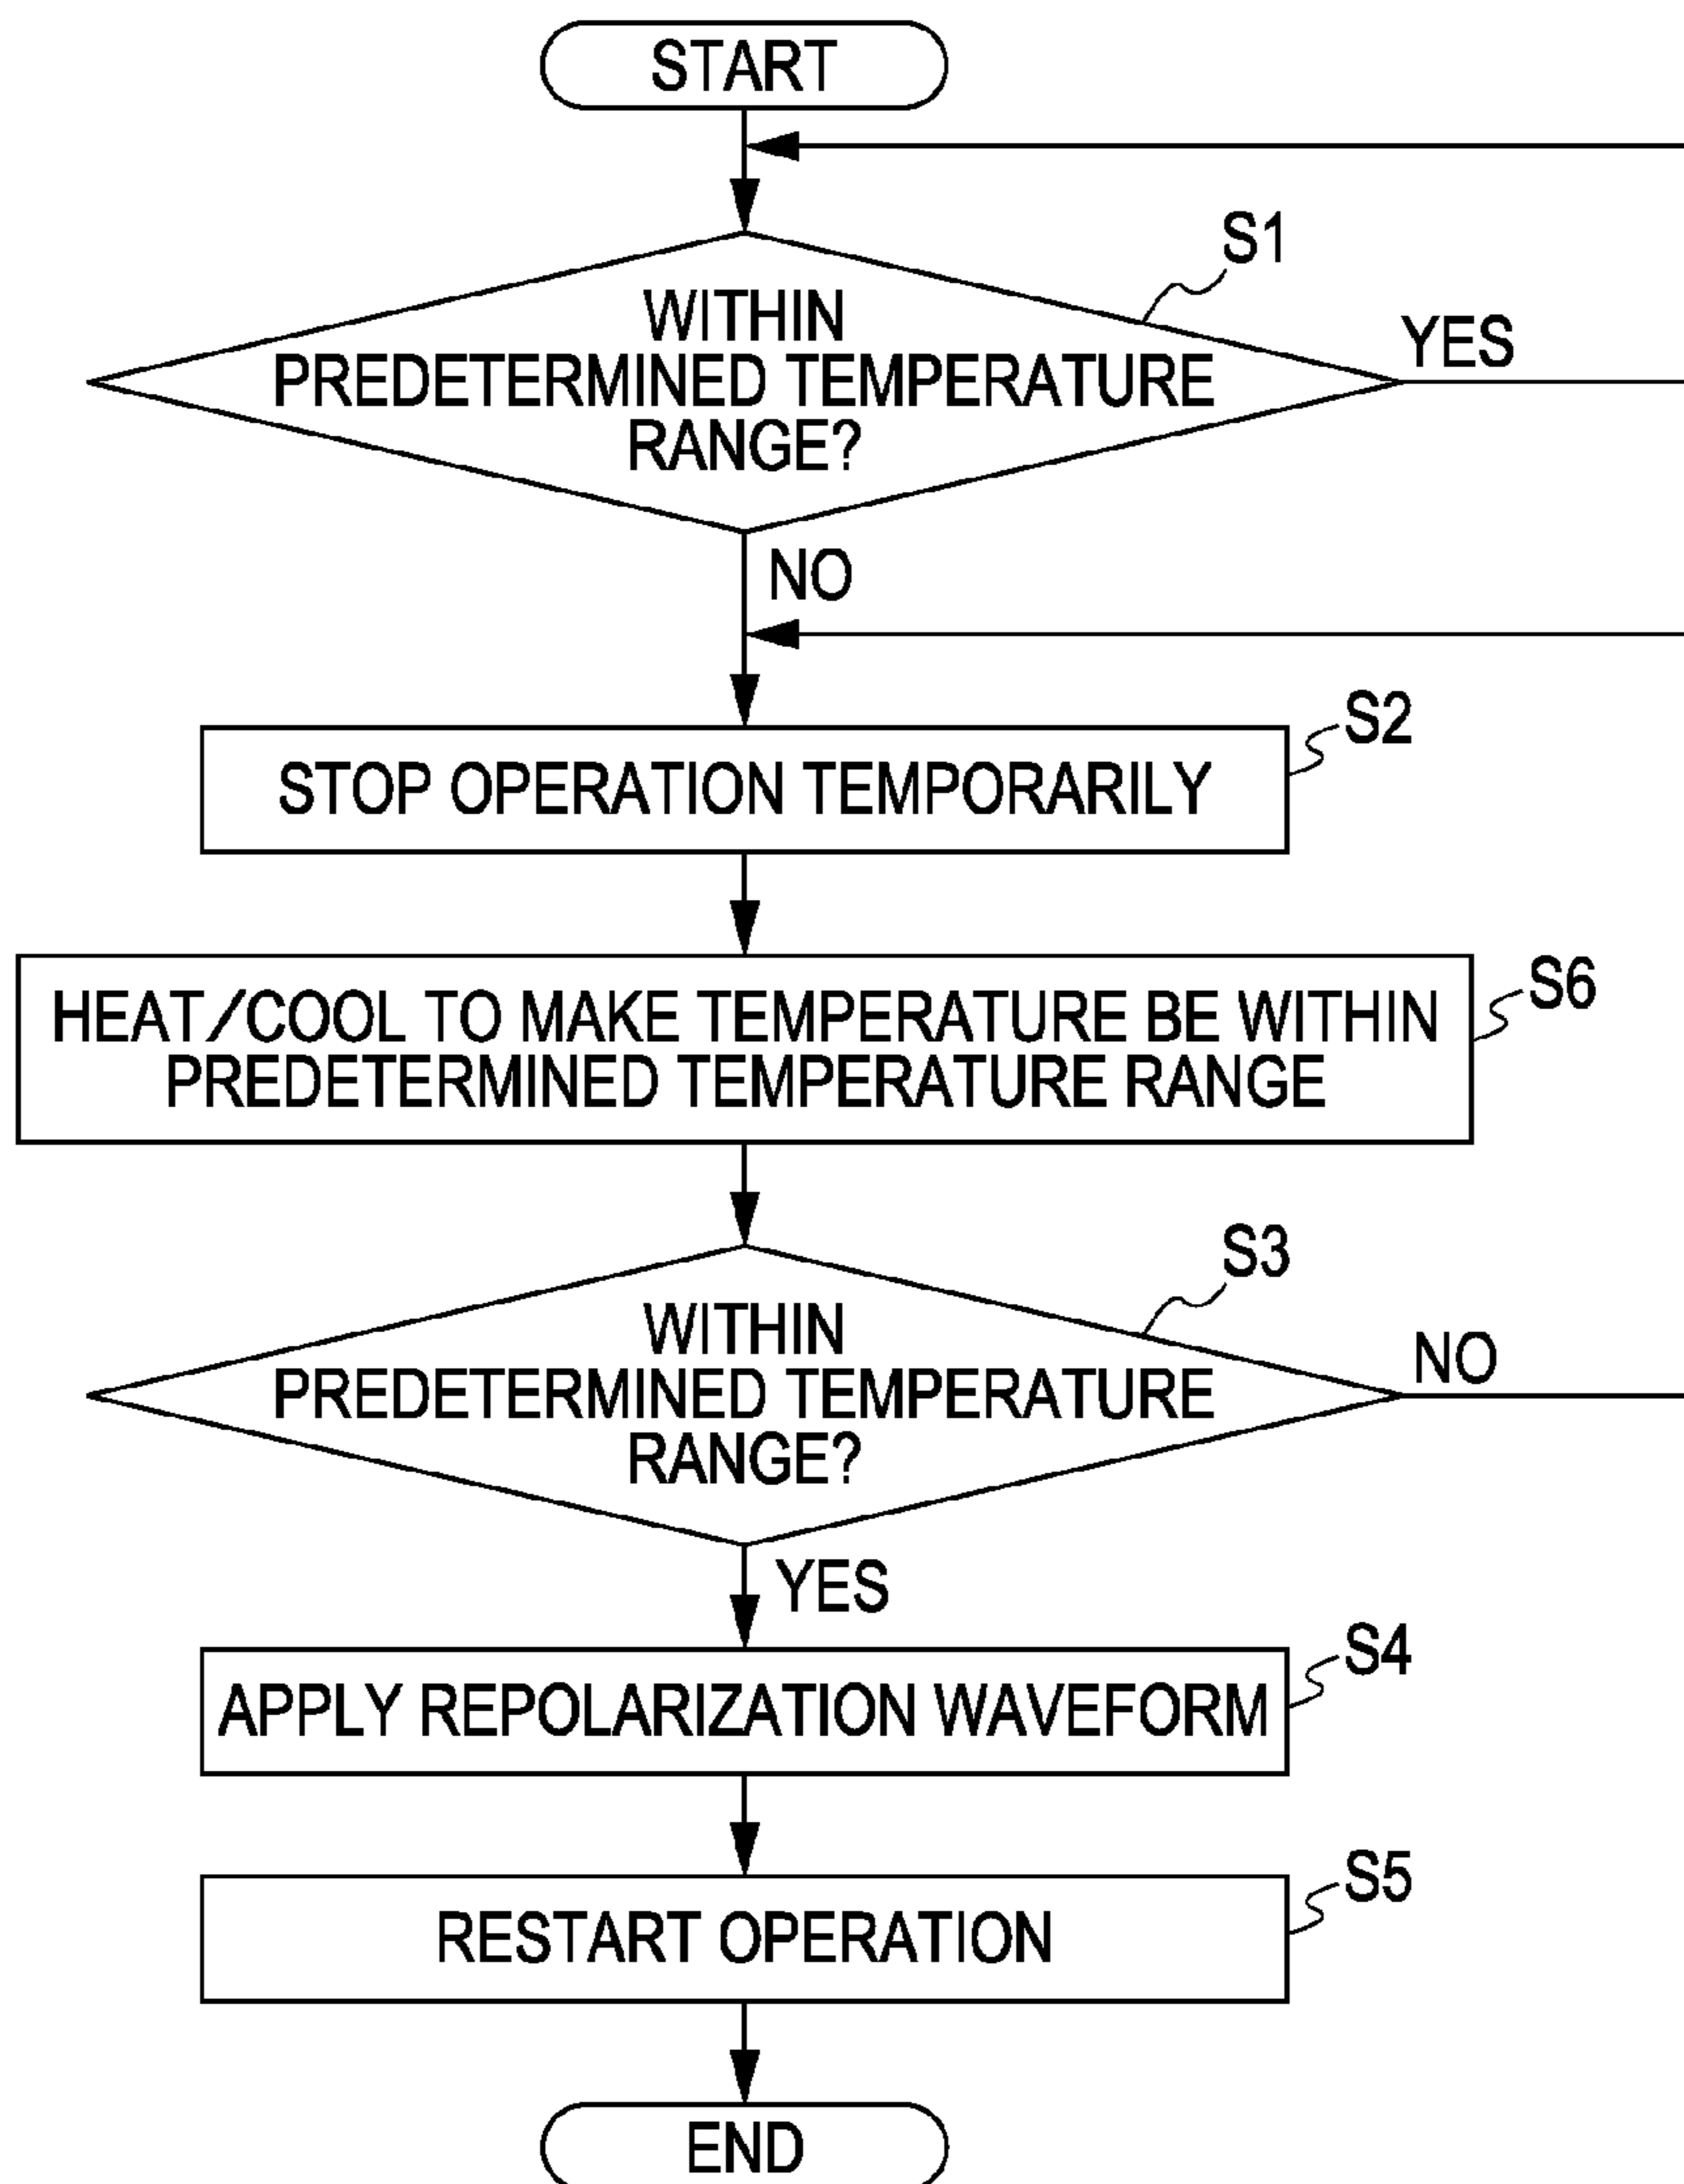 START
S1
WITHIN
PREDETERMINED TEMPERATURE
RANGE?
YES
NO
S2
STOP OPERATION TEMPORARILY
S6
HEAT/COOL TO MAKE TEMPERATURE BE WITHIN
PREDETERMINED TEMPERATURE RANGE
S3
WITHIN
PREDETERMINED TEMPERATURE
RANGE?
NO
YES
S4
APPLY REPOLARIZATION WAVEFORM
S5
RESTART OPERATION
END